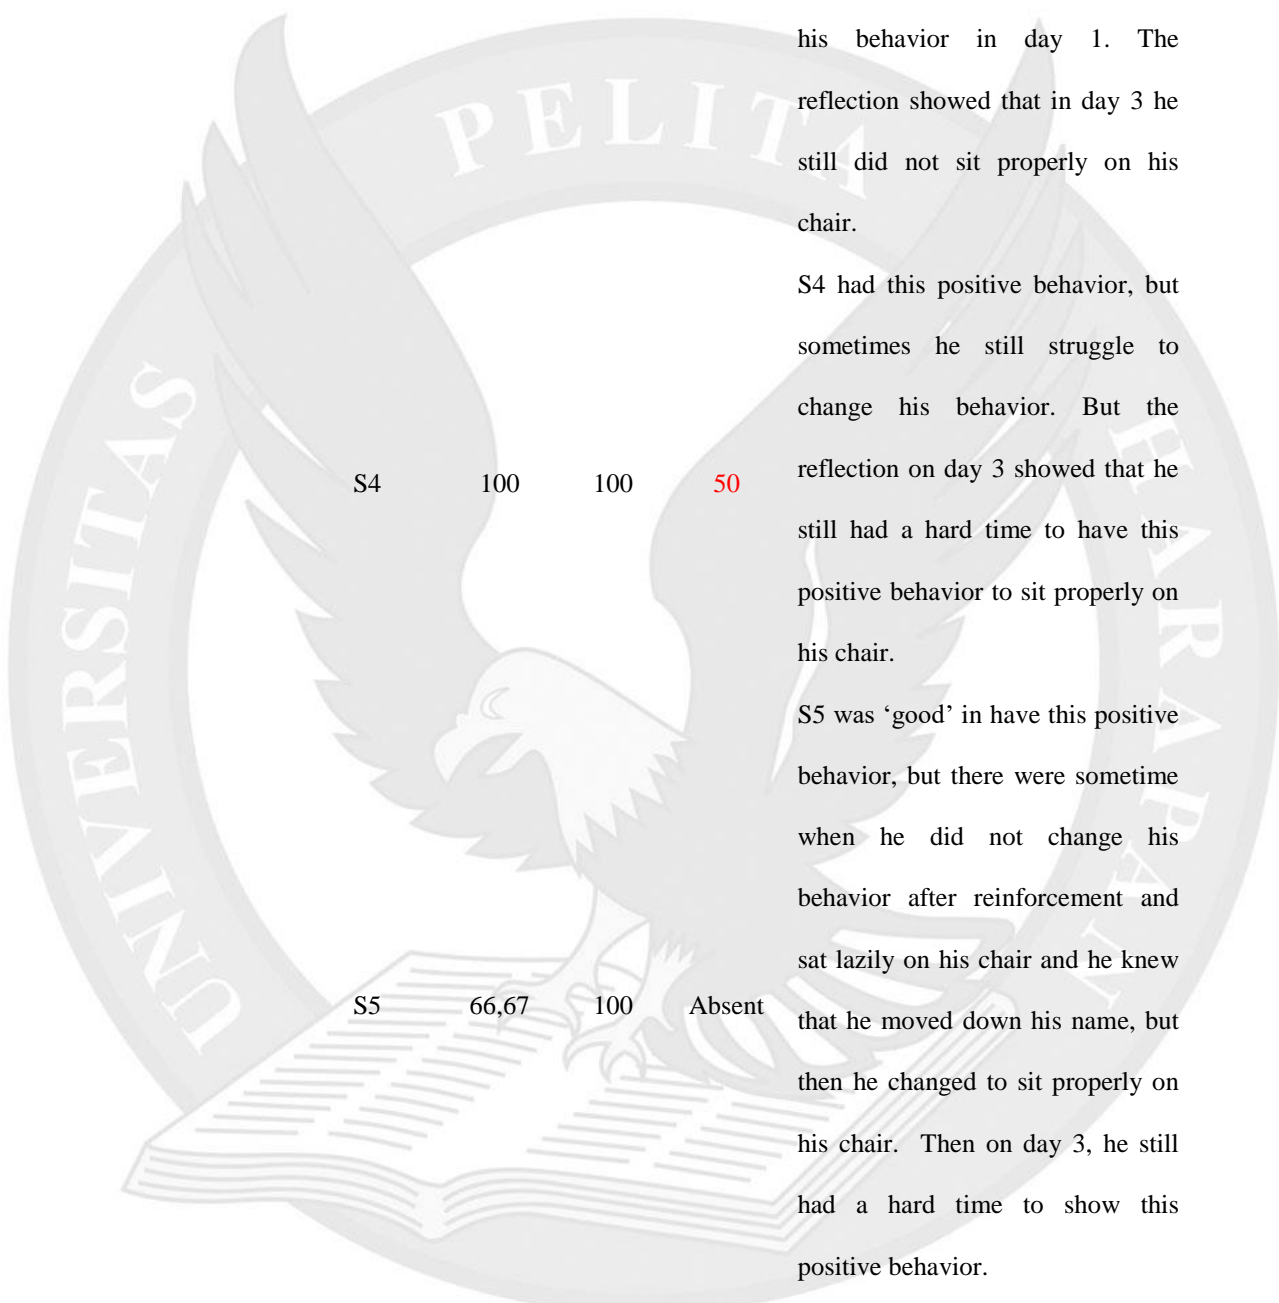 his behavior in day 1. The
reflection showed that in day 3 he
still did not sit properly on his
chair.
S4 had this positive behavior, but
sometimes he still struggle to
change his behavior. But the
S4 100 100 50 reflection on day 3 showed that he
still had a hard time to have this
positive behavior to sit properly on
his chair.
S5 was ‘good’ in have this positive
behavior, but there were sometime
when he did not change his
behavior after reinforcement and
sat lazily on his chair and he knew
S5 66,67 100 Absent that he moved down his name, but
then he changed to sit properly on
his chair. Then on day 3, he still
had a hard time to show this
positive behavior.
UNIVERSITAS PELITA HARAPAN